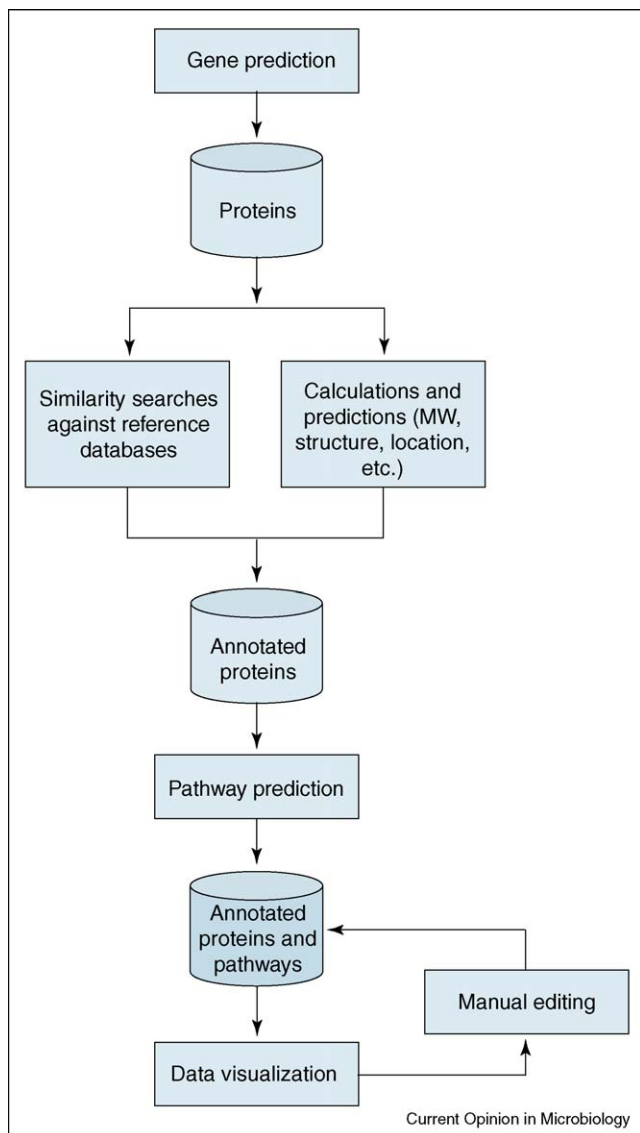 Gene prediction
Proteins
Similarity searches
against reference
databases
Calculations and
predictions (MW,
structure, location,
etc.)
Annotated
proteins
Pathway prediction
Annotated
proteins and
pathways
Manual editing
Data visualization
Current Opinion in Microbiology